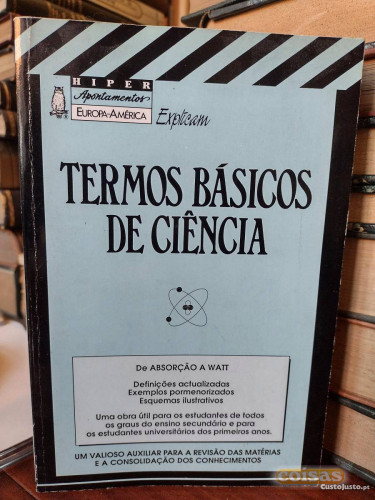 HIPER
Apontamentos
EUROPA-AMÉRICA
Explicam
TERMOS BÁSICOS
DE CIÊNCIA
De ABSORÇÃO A WATT
Definições actualizadas
Exemplos pormenorizados
Esquemas ilustrativos
Uma obra útil para os estudantes de todos
os graus do ensino secundário e para
os estudantes universitários dos primeiros anos.
UM VALIOSO AUXILIAR PARA A REVISÃO DAS MATÉRIAS
E A CONSOLIDAÇÃO DOS CONHECIMENTOS
coisas
CustoJusto.pt